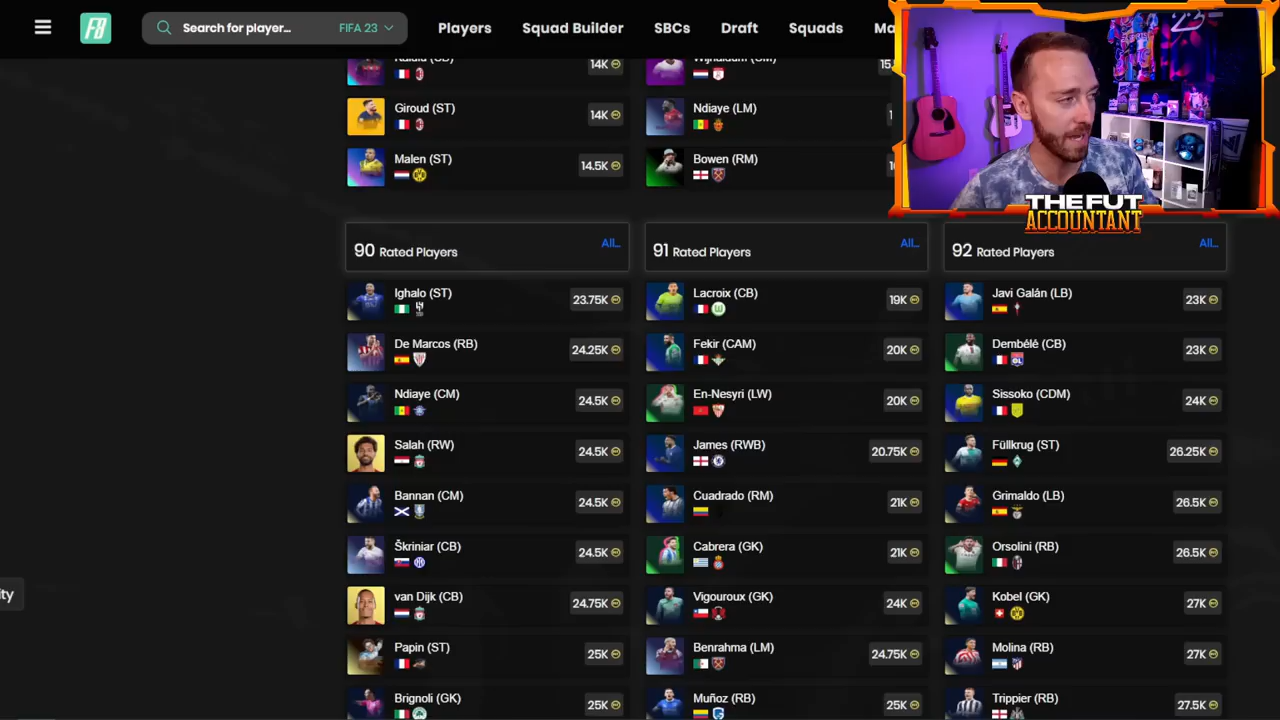 FB
Search for player...
FIFA 23
Players
Squad Builder
SBCs
Draft
Squads
THE FUT
ACCOUNTANT
14K
Giroud (ST)
14K
Ndiaye (LM)
Malen (ST)
14.5K
Bowen (RM)
90 Rated Players
All...
91 Rated Players
All...
92 Rated Players
All...
Ighalo (ST)
23.75K
Lacroix (CB)
19K
Javi Galán (LB)
23K
De Marcos (RB)
24.25K
Fekir (CAM)
20K
Dembélé (CB)
23K
Ndiaye (CM)
24.5K
En-Nesyri (LW)
20K
Sissoko (CDM)
24K
Salah (RW)
24.5K
James (RWB)
20.75K
Füllkrug (ST)
26.25K
Bannan (CM)
24.5K
Cuadrado (RM)
21K
Grimaldo (LB)
26.5K
Škriniar (CB)
24.5K
Cabrera (GK)
21K
Orsolini (RB)
26.5K
ity
van Dijk (CB)
24.75K
Vigouroux (GK)
24K
Kobel (GK)
27K
Papin (ST)
25K
Benrahma (LM)
24.75K
Molina (RB)
27K
Brignoli (GK)
25K
Muñoz (RB)
25K
Trippier (RB)
27.5K